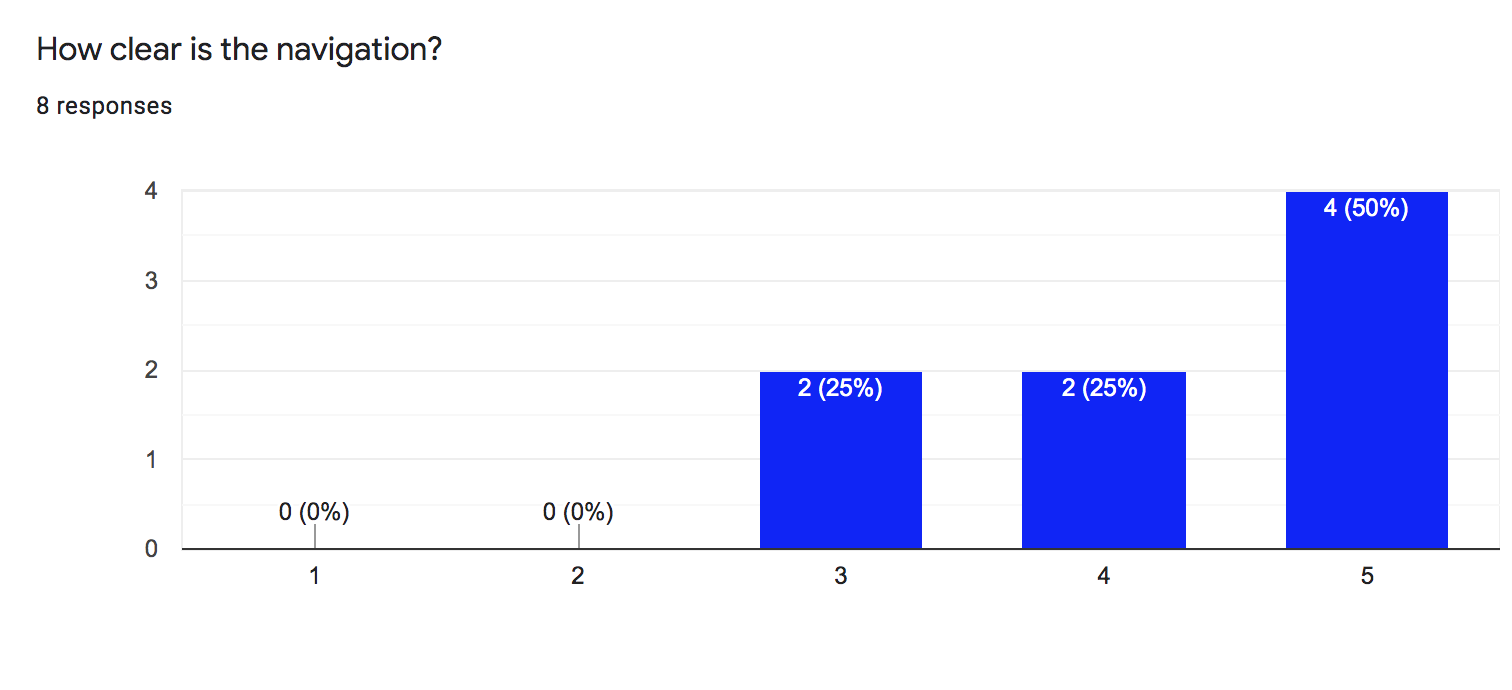 How clear is the navigation?
8 responses
4
4 (50%)
3
2
2 (25%) 2 (25%)
1
0 (0%) 0 (0%)
0
1 2 3 4 5